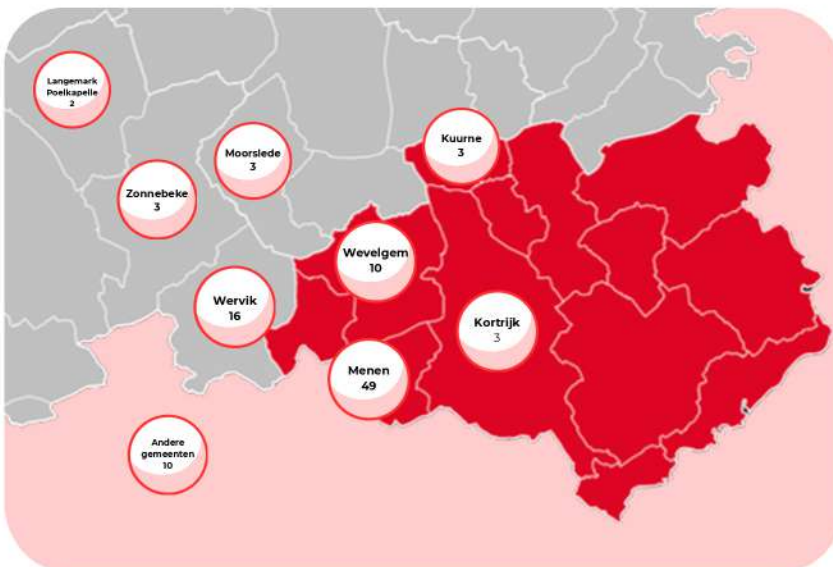 Langemark
Poelkapelle
2
Moorslede
3
Kuurne
3
Zonnebeke
3
Wevelgem
10
Wervik
16
Kortrijk
3
Menen
49
Andere
gemeenten
10